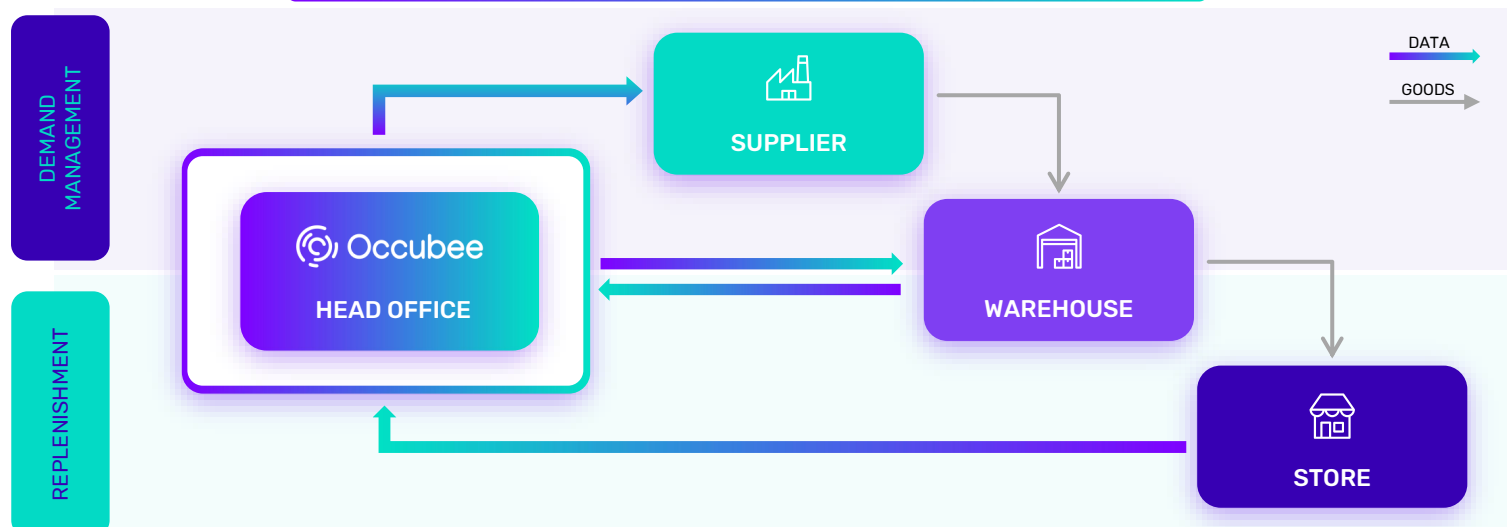 DEMAND
MANAGEMENT
DATA
GOODS
SUPPLIER
Occubee
HEAD OFFICE
WAREHOUSE
REPLENISHMENT
STORE